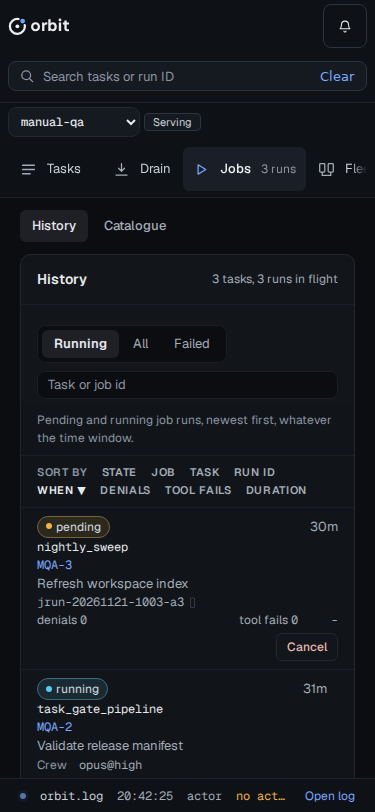 orbit
Search tasks or run ID Clear
manual-qa Serving
Tasks Drain Jobs 3 runs Flee
History Catalogue
History 3 tasks, 3 runs in flight
Running All Failed
Task or job id
Pending and running job runs, newest first, whatever
the time window.
SORT BY STATE JOB TASK RUN ID
WHEN ▼ DENIALS TOOL FAILS DURATION
pending 30m
nightly_sweep
MQA-3
Refresh workspace index
jrun-20261121-1003-a3
denials 0 tool fails 0 -
Cancel
running 31m
task_gate_pipeline
MQA-2
Validate release manifest
Crew opus@high
orbit.log 20:42:25 actor no act… Open log